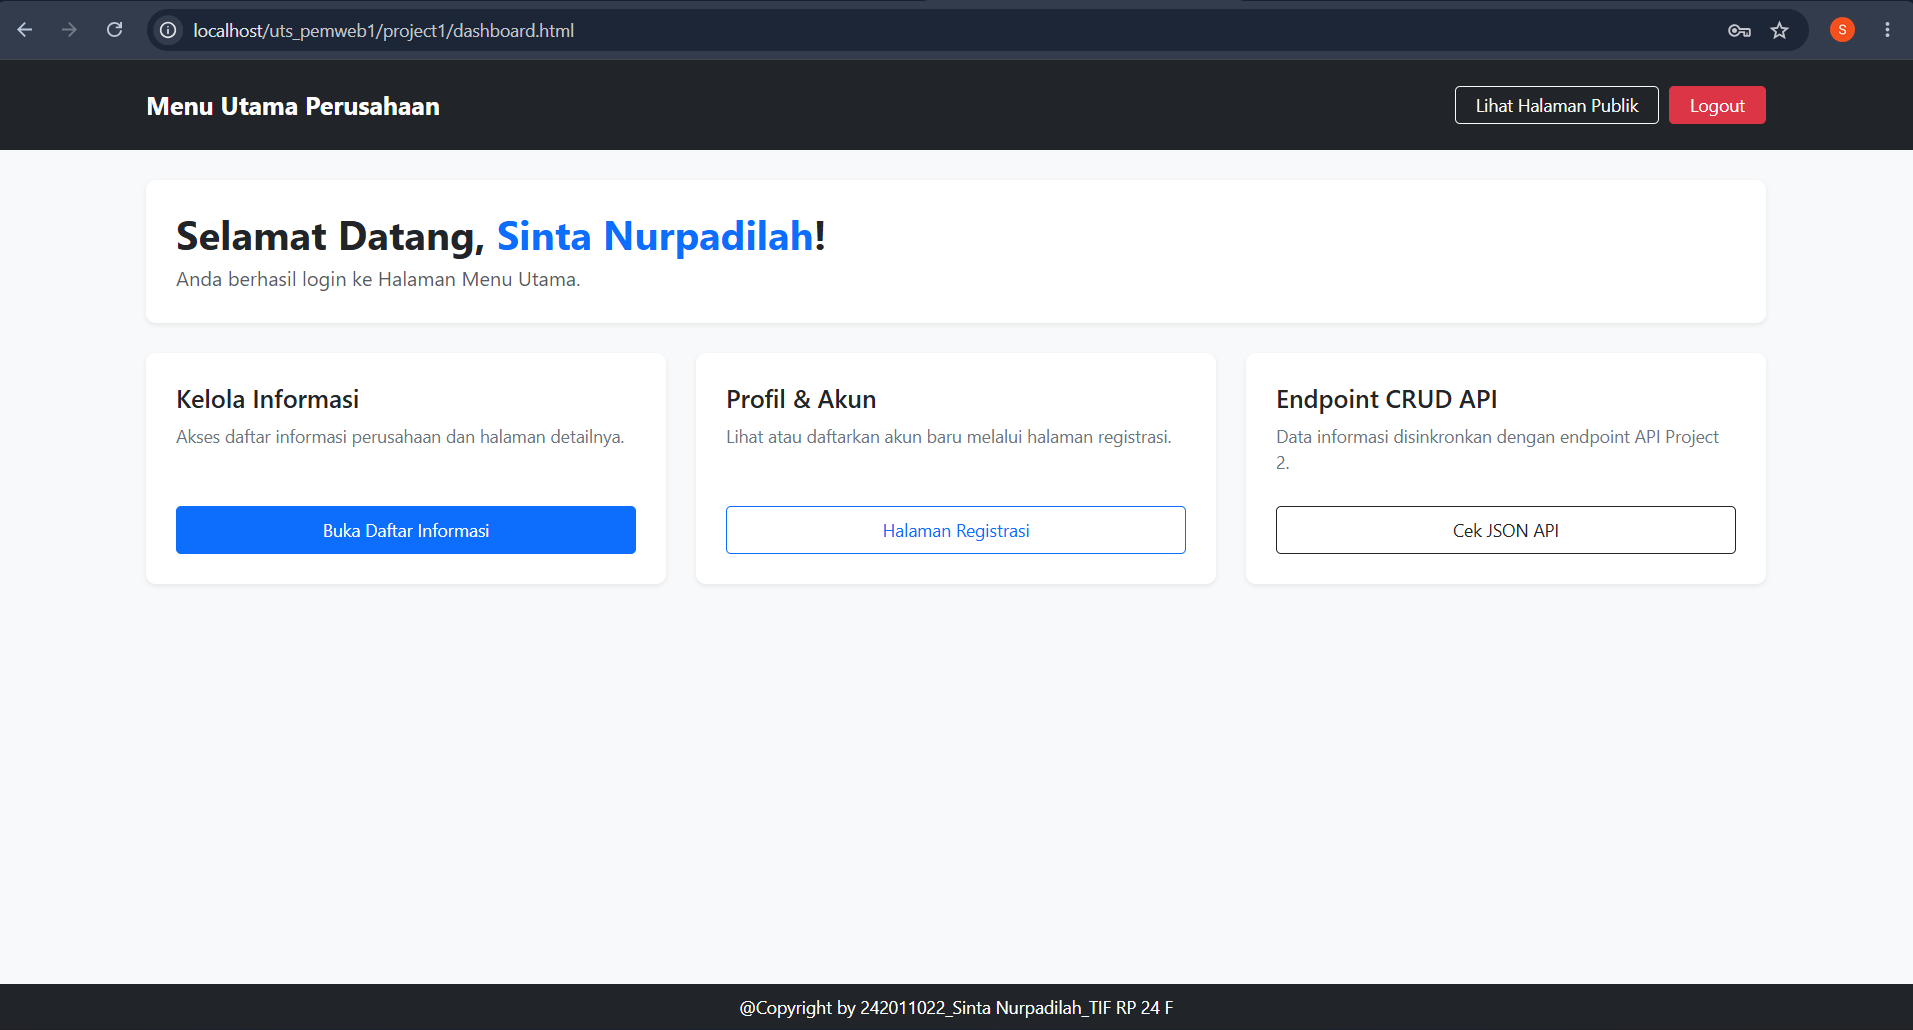 localhost/uts_pemweb1/project1/dashboard.html
S
Menu Utama Perusahaan
Lihat Halaman Publik
Logout
Selamat Datang, Sinta Nurpadilah!
Anda berhasil login ke Halaman Menu Utama.
Kelola Informasi
Akses daftar informasi perusahaan dan halaman detailnya.
Buka Daftar Informasi
Profil & Akun
Lihat atau daftarkan akun baru melalui halaman registrasi.
Halaman Registrasi
Endpoint CRUD API
Data informasi disinkronkan dengan endpoint API Project
2.
Cek JSON API
@Copyright by 242011022_Sinta Nurpadilah_TIF RP 24 F